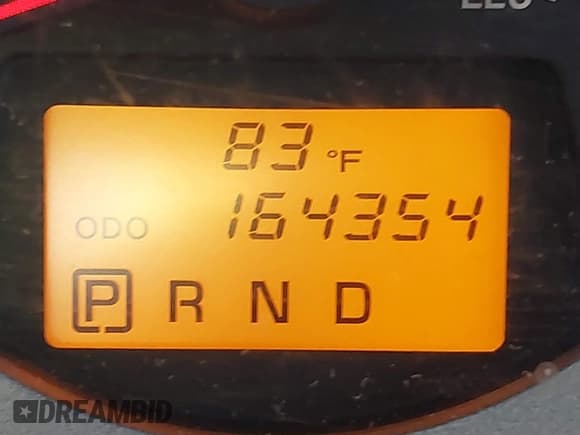 83 °F
ODO 164354
P R N D
DREAMBID